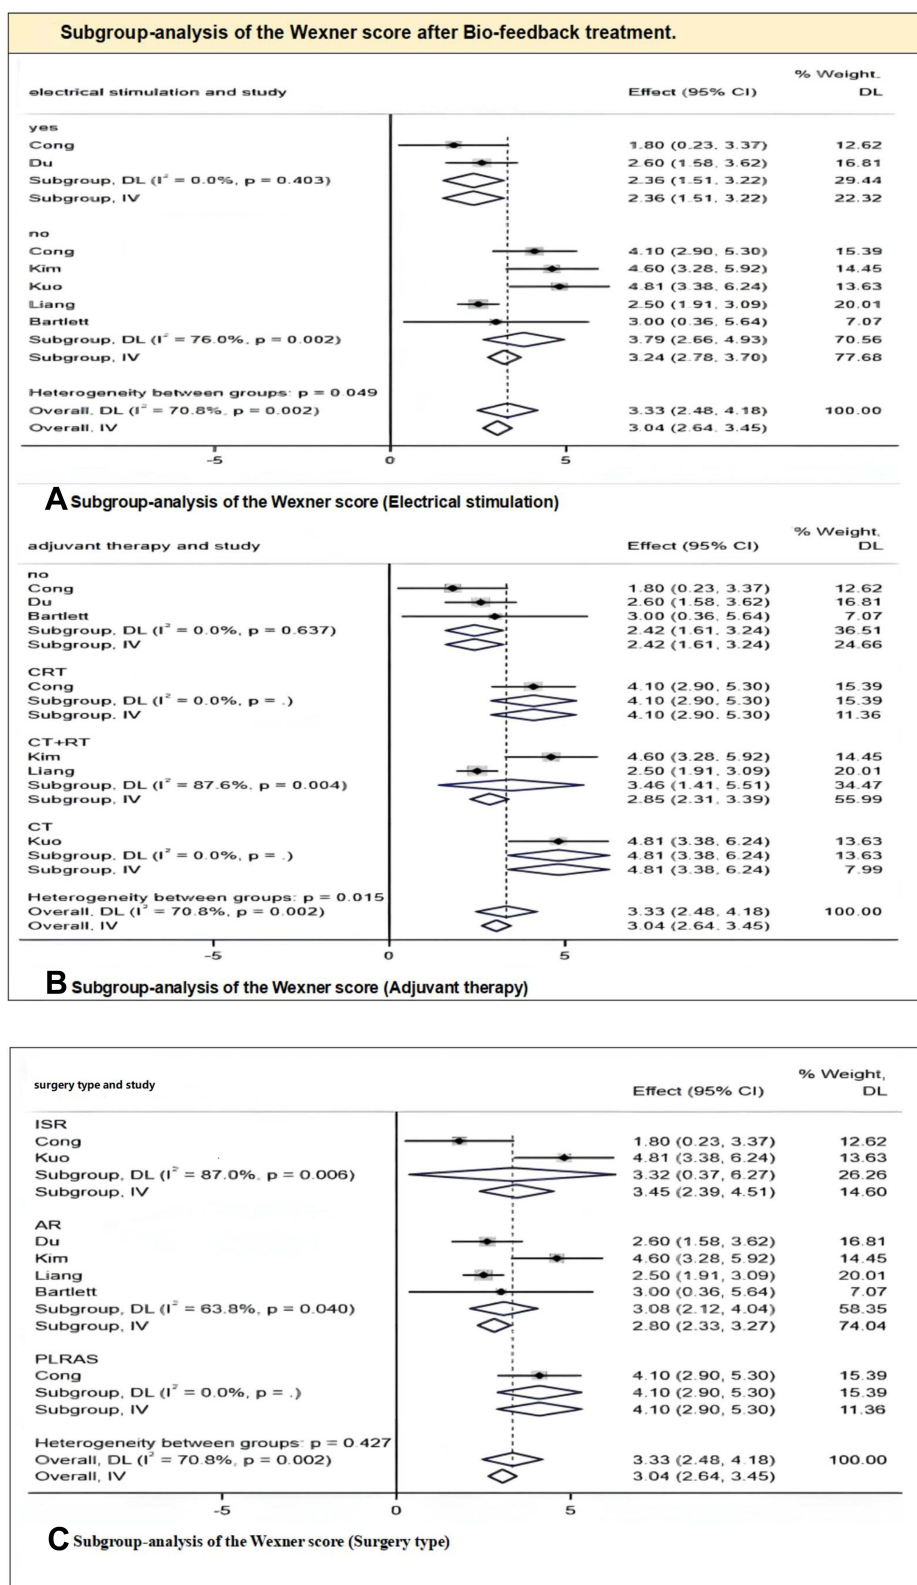 Subgroup-analysis of the Wexner score after Bio-feedback treatment.
% Weight,
electrical stimulation and study Effect (95% CI) DL
yes
Cong 1.80 (0.23, 3.37) 12.62
Du 2.60 (1.58, 3.62) 16.81
Subgroup, DL (I² = 0.0%, p = 0.403) 2.36 (1.51, 3.22) 29.44
Subgroup, IV 2.36 (1.51, 3.22) 22.32
no
Cong 4.10 (2.90, 5.30) 15.39
Kim 4.60 (3.28, 5.92) 14.45
Kuo 4.81 (3.38, 6.24) 13.63
Liang 2.50 (1.91, 3.09) 20.01
Bartlett 3.00 (0.36, 5.64) 7.07
Subgroup, DL (I² = 76.0%, p = 0.002) 3.79 (2.66, 4.93) 70.56
Subgroup, IV 3.24 (2.78, 3.70) 77.68
Heterogeneity between groups: p = 0.049
Overall, DL (I² = 70.8%, p = 0.002) 3.33 (2.48, 4.18) 100.00
Overall, IV 3.04 (2.64, 3.45)
-5 0 5
A Subgroup-analysis of the Wexner score (Electrical stimulation)
% Weight,
adjuvant therapy and study Effect (95% CI) DL
no
Cong 1.80 (0.23, 3.37) 12.62
Du 2.60 (1.58, 3.62) 16.81
Bartlett 3.00 (0.36, 5.64) 7.07
Subgroup, DL (I² = 0.0%, p = 0.637) 2.42 (1.61, 3.24) 36.51
Subgroup, IV 2.42 (1.61, 3.24) 24.66
CRT
Cong 4.10 (2.90, 5.30) 15.39
Subgroup, DL (I² = 0.0%, p = .) 4.10 (2.90, 5.30) 15.39
Subgroup, IV 4.10 (2.90, 5.30) 11.36
CT+RT
Kim 4.60 (3.28, 5.92) 14.45
Liang 2.50 (1.91, 3.09) 20.01
Subgroup, DL (I² = 87.6%, p = 0.004) 3.46 (1.41, 5.51) 34.47
Subgroup, IV 2.85 (2.31, 3.39) 55.99
CT
Kuo 4.81 (3.38, 6.24) 13.63
Subgroup, DL (I² = 0.0%, p = .) 4.81 (3.38, 6.24) 13.63
Subgroup, IV 4.81 (3.38, 6.24) 7.99
Heterogeneity between groups: p = 0.015
Overall, DL (I² = 70.8%, p = 0.002) 3.33 (2.48, 4.18) 100.00
Overall, IV 3.04 (2.64, 3.45)
-5 0 5
B Subgroup-analysis of the Wexner score (Adjuvant therapy)
% Weight,
surgery type and study Effect (95% CI) DL
ISR
Cong 1.80 (0.23, 3.37) 12.62
Kuo 4.81 (3.38, 6.24) 13.63
Subgroup, DL (I² = 87.0%, p = 0.006) 3.32 (0.37, 6.27) 26.26
Subgroup, IV 3.45 (2.39, 4.51) 14.60
AR
Du 2.60 (1.58, 3.62) 16.81
Kim 4.60 (3.28, 5.92) 14.45
Liang 2.50 (1.91, 3.09) 20.01
Bartlett 3.00 (0.36, 5.64) 7.07
Subgroup, DL (I² = 63.8%, p = 0.040) 3.08 (2.12, 4.04) 58.35
Subgroup, IV 2.80 (2.33, 3.27) 74.04
PLRAS
Cong 4.10 (2.90, 5.30) 15.39
Subgroup, DL (I² = 0.0%, p = .) 4.10 (2.90, 5.30) 15.39
Subgroup, IV 4.10 (2.90, 5.30) 11.36
Heterogeneity between groups: p = 0.427
Overall, DL (I² = 70.8%, p = 0.002) 3.33 (2.48, 4.18) 100.00
Overall, IV 3.04 (2.64, 3.45)
-5 0 5
C Subgroup-analysis of the Wexner score (Surgery type)